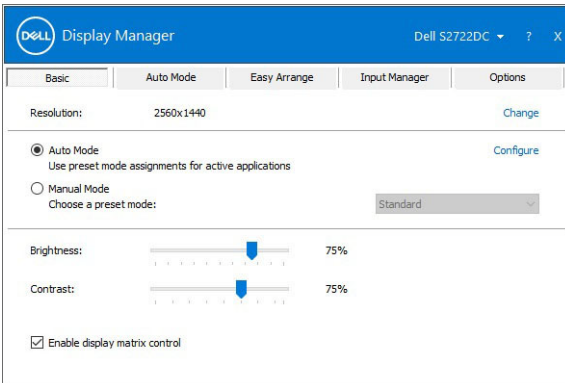 DELL Display Manager Dell S2722DC ? X
Basic Auto Mode Easy Arrange Input Manager Options
Resolution: 2560x1440 Change
Auto Mode Configure
Use preset mode assignments for active applications
Manual Mode
Choose a preset mode: Standard
Brightness: 75%
Contrast: 75%
Enable display matrix control